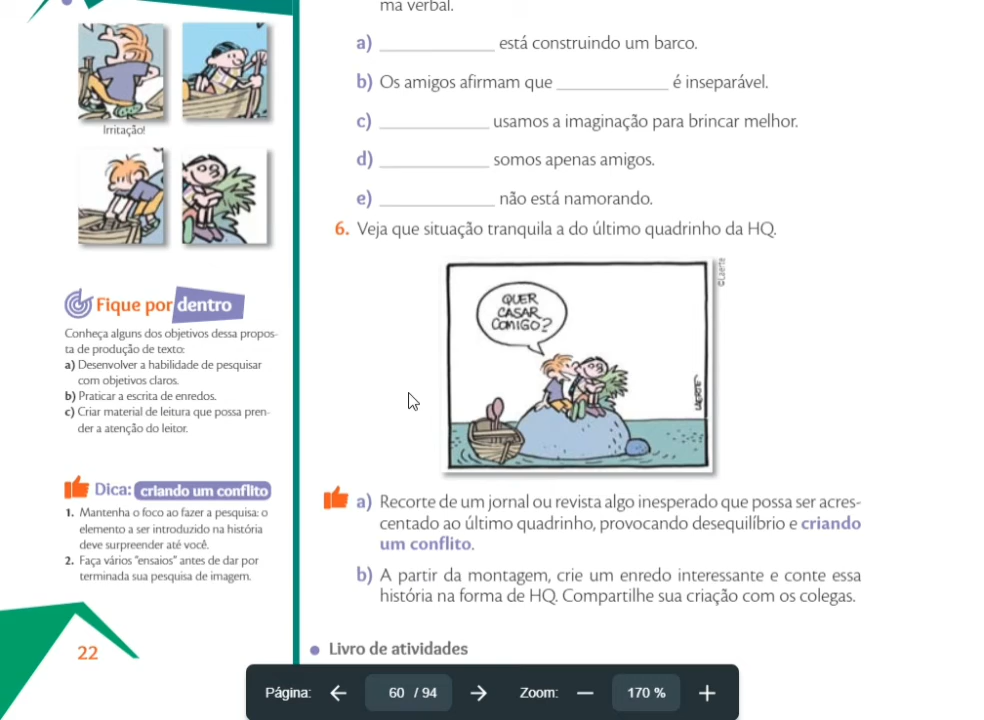 ma verbal.
a) ____________ está construindo um barco.
b) Os amigos afirmam que ____________ é inseparável.
c) ____________ usamos a imaginação para brincar melhor.
d) ____________ somos apenas amigos.
e) ____________ não está namorando.
6. Veja que situação tranquila a do último quadrinho da HQ.
©Laerte
QUER
CASAR
COMIGO?
LAERTE
a) Recorte de um jornal ou revista algo inesperado que possa ser acres-
centado ao último quadrinho, provocando desequilíbrio e criando
um conflito.
b) A partir da montagem, crie um enredo interessante e conte essa
história na forma de HQ. Compartilhe sua criação com os colegas.
Livro de atividades
Irritação!
Fique por dentro
Conheça alguns dos objetivos dessa propos-
ta de produção de texto:
a) Desenvolver a habilidade de pesquisar
com objetivos claros.
b) Praticar a escrita de enredos.
c) Criar material de leitura que possa pren-
der a atenção do leitor.
Dica: criando um conflito
1. Mantenha o foco ao fazer a pesquisa: o
elemento a ser introduzido na história
deve surpreender até você.
2. Faça vários "ensaios" antes de dar por
terminada sua pesquisa de imagem.
22
Página: 60 / 94 Zoom: 170 %